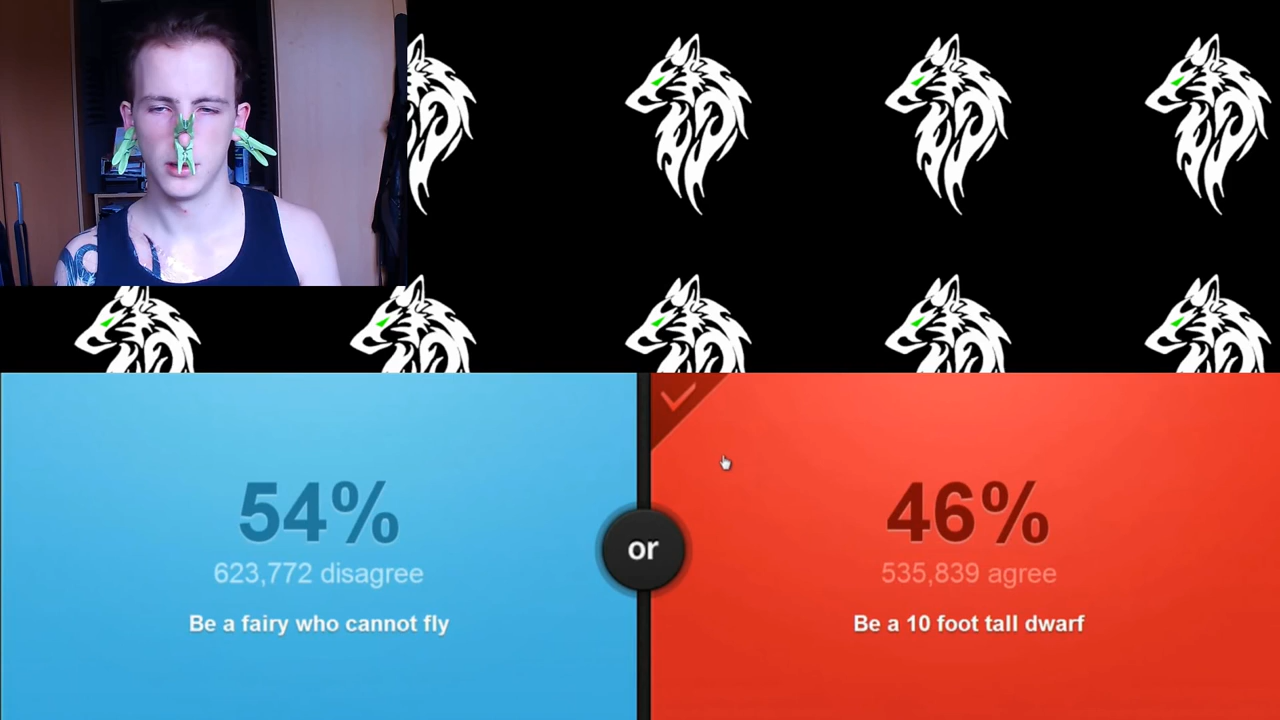 54%
623,772 disagree
Be a fairy who cannot fly
or
46%
535,839 agree
Be a 10 foot tall dwarf